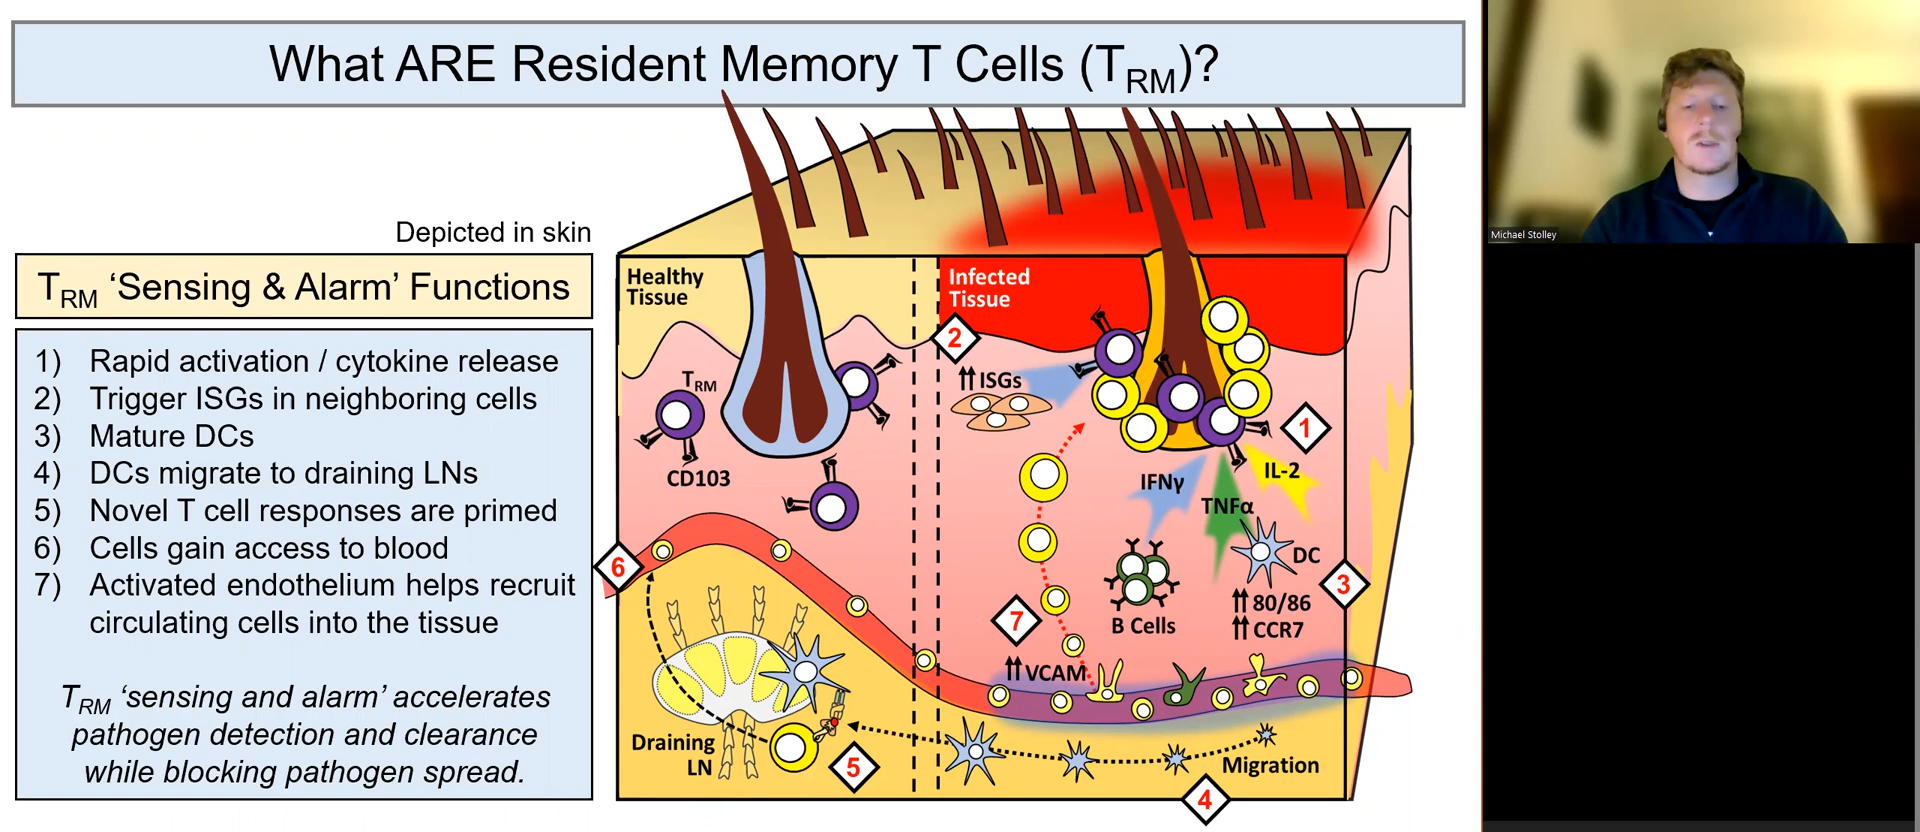 What ARE Resident Memory T Cells (TRM)?
Depicted in skin
TRM ‘Sensing & Alarm’ Functions
1) Rapid activation / cytokine release
2) Trigger ISGs in neighboring cells
3) Mature DCs
4) DCs migrate to draining LNs
5) Novel T cell responses are primed
6) Cells gain access to blood
7) Activated endothelium helps recruit
circulating cells into the tissue
TRM ‘sensing and alarm’ accelerates
pathogen detection and clearance
while blocking pathogen spread.
Healthy
Tissue
TRM
CD103
Infected
Tissue
2
⇈ ISGs
1
IFNγ
IL-2
TNFα
DC
3
⇈ 80/86
⇈ CCR7
B Cells
7
⇈ VCAM
6
Draining
LN
5
Migration
4
Michael Stolley